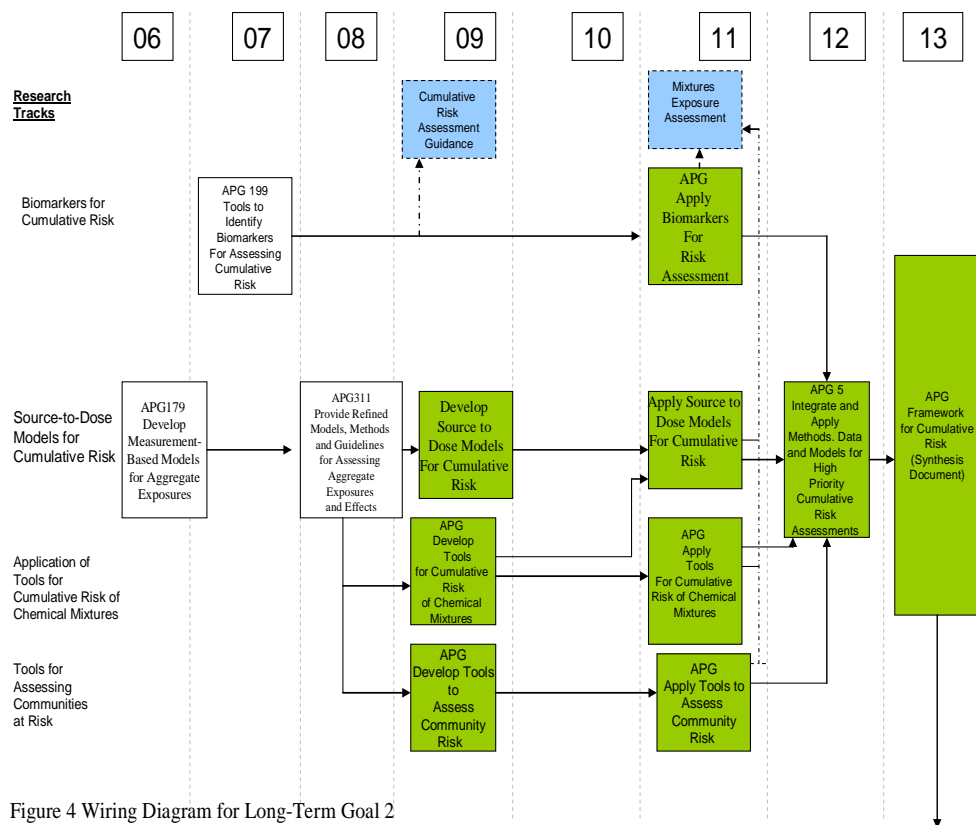 06
07
08
09
10
11
12
13
Research
Tracks
Cumulative
Risk
Assessment
Guidance
Mixtures
Exposure
Assessment
Biomarkers for
Cumulative Risk
APG 199
Tools to
Identify
Biomarkers
For Assessing
Cumulative
Risk
APG
Apply
Biomarkers
For
Risk
Assessment
Source-to-Dose
Models for
Cumulative Risk
APG179
Develop
Measurement-
Based Models
for Aggregate
Exposures
APG311
Provide Refined
Models, Methods
and Guidelines
for Assessing
Aggregate
Exposures
and Effects
Develop
Source to
Dose Models
For Cumulative
Risk
Apply Source to
Dose Models
For Cumulative
Risk
APG 5
Integrate and
Apply
Methods. Data
and Models for
High
Priority
Cumulative
Risk
Assessments
APG
Framework
for Cumulative
Risk
(Synthesis
Document)
Application of
Tools for
Cumulative Risk of
Chemical Mixtures
APG
Develop
Tools
for Cumulative
Risk
of Chemical
Mixtures
APG
Apply
Tools
For Cumulative
Risk of Chemical
Mixtures
Tools for
Assessing
Communities
at Risk
APG
Develop Tools
to
Assess
Community
Risk
APG
Apply Tools to
Assess
Community
Risk
Figure 4 Wiring Diagram for Long-Term Goal 2